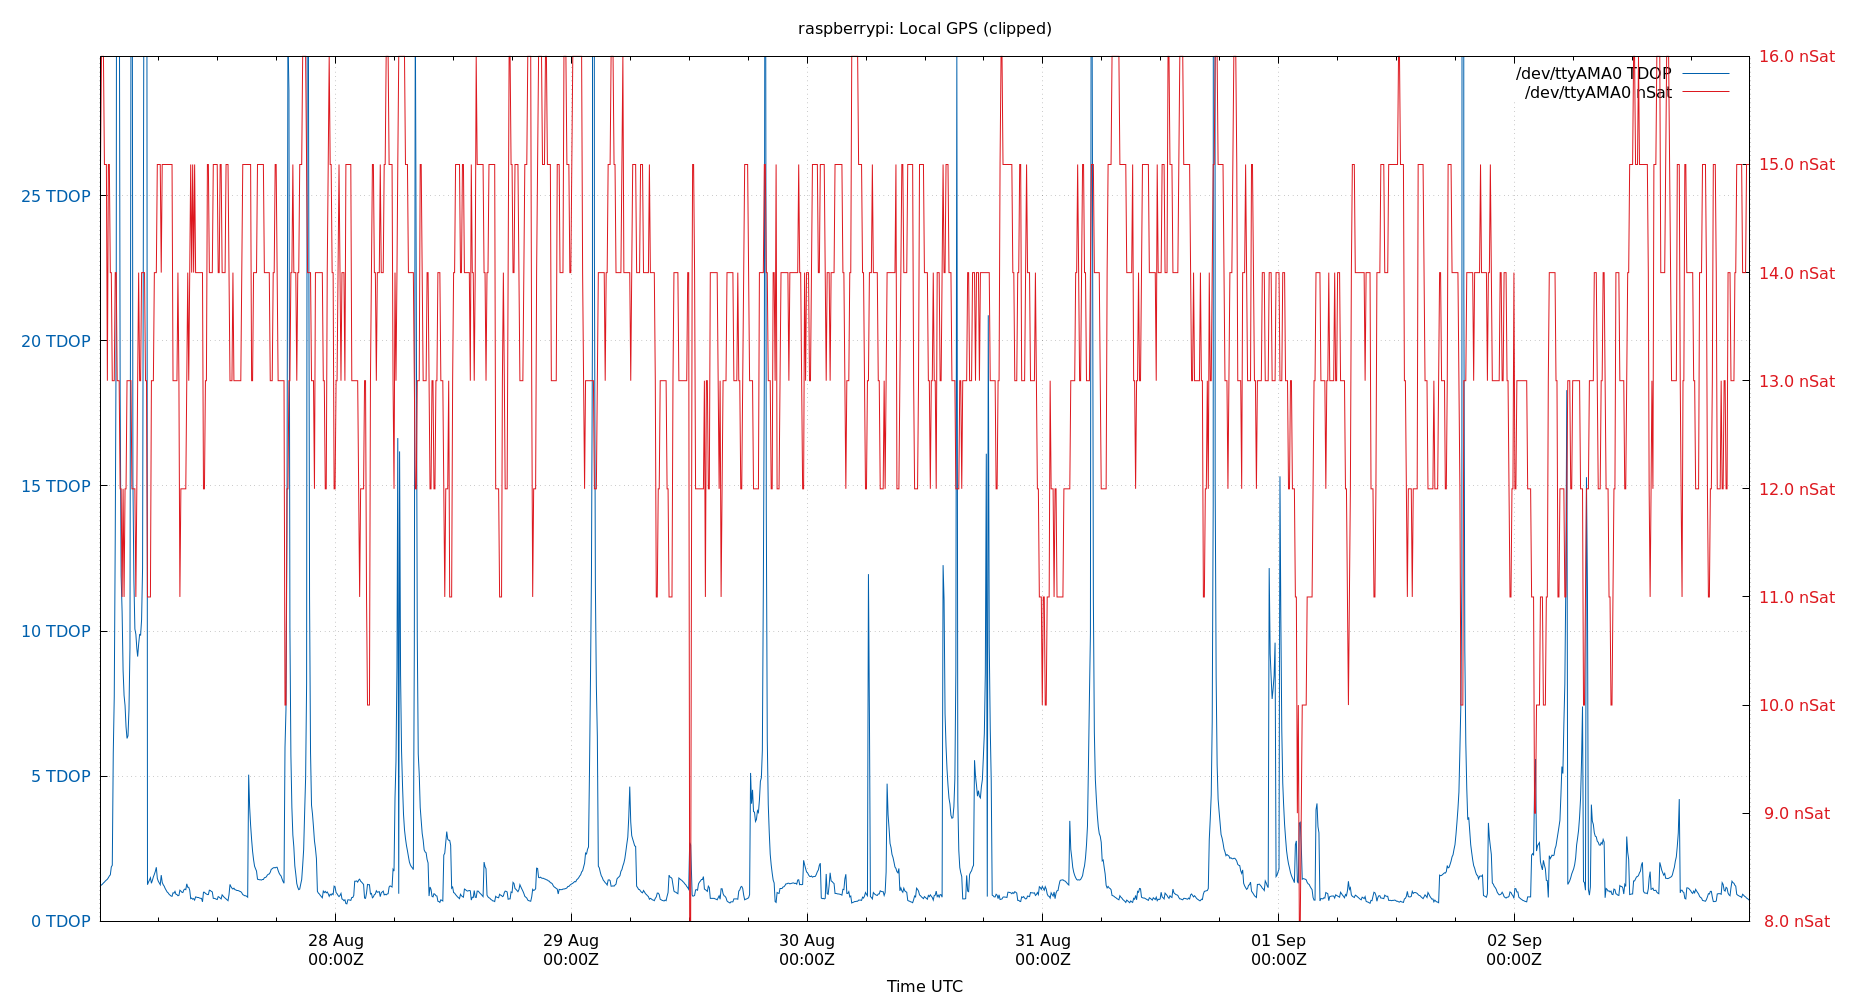 raspberrypi: Local GPS (clipped)
/dev/ttyAMA0 TDOP
/dev/ttyAMA0 nSat
25 TDOP
20 TDOP
15 TDOP
10 TDOP
5 TDOP
0 TDOP
16.0 nSat
15.0 nSat
14.0 nSat
13.0 nSat
12.0 nSat
11.0 nSat
10.0 nSat
9.0 nSat
8.0 nSat
28 Aug
00:00Z
29 Aug
00:00Z
30 Aug
00:00Z
31 Aug
00:00Z
01 Sep
00:00Z
02 Sep
00:00Z
Time UTC